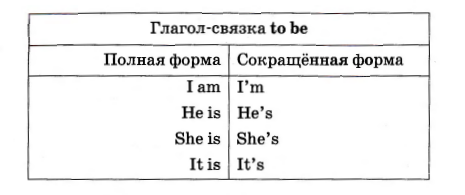 Глагол-связка to be
Полная форма Сокращённая форма
I am I'm
He is He's
She is She's
It is It's